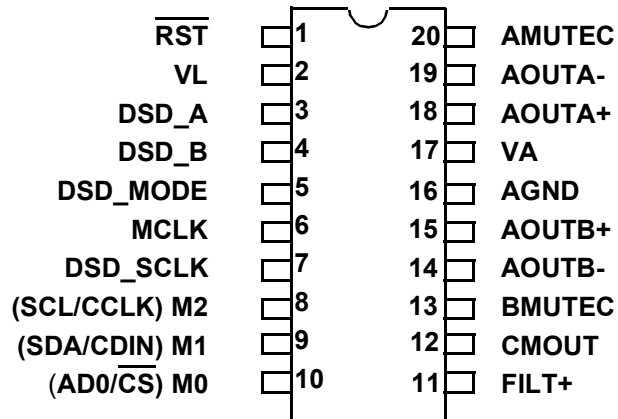 R̅S̅T̅ 1 20 AMUTEC
VL 2 19 AOUTA-
DSD_A 3 18 AOUTA+
DSD_B 4 17 VA
DSD_MODE 5 16 AGND
MCLK 6 15 AOUTB+
DSD_SCLK 7 14 AOUTB-
(SCL/CCLK) M2 8 13 BMUTEC
(SDA/CDIN) M1 9 12 CMOUT
(AD0/C̅S̅) M0 10 11 FILT+